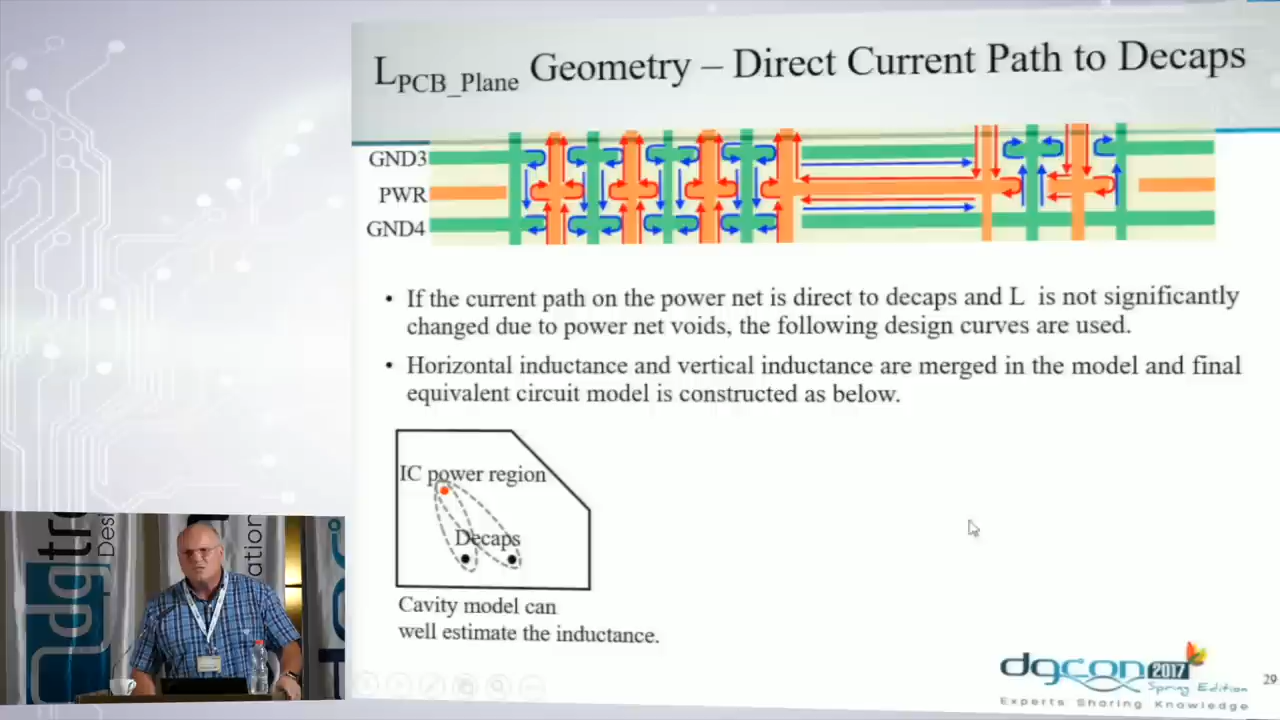 L_PCB_Plane Geometry – Direct Current Path to Decaps
GND3
PWR
GND4
• If the current path on the power net is direct to decaps and L is not significantly
changed due to power net voids, the following design curves are used.
• Horizontal inductance and vertical inductance are merged in the model and final
equivalent circuit model is constructed as below.
IC power region
Decaps
Cavity model can
well estimate the inductance.
dgcon 2017
Spring Edition
Experts Sharing Knowledge
29
dgtr
Desi
ation